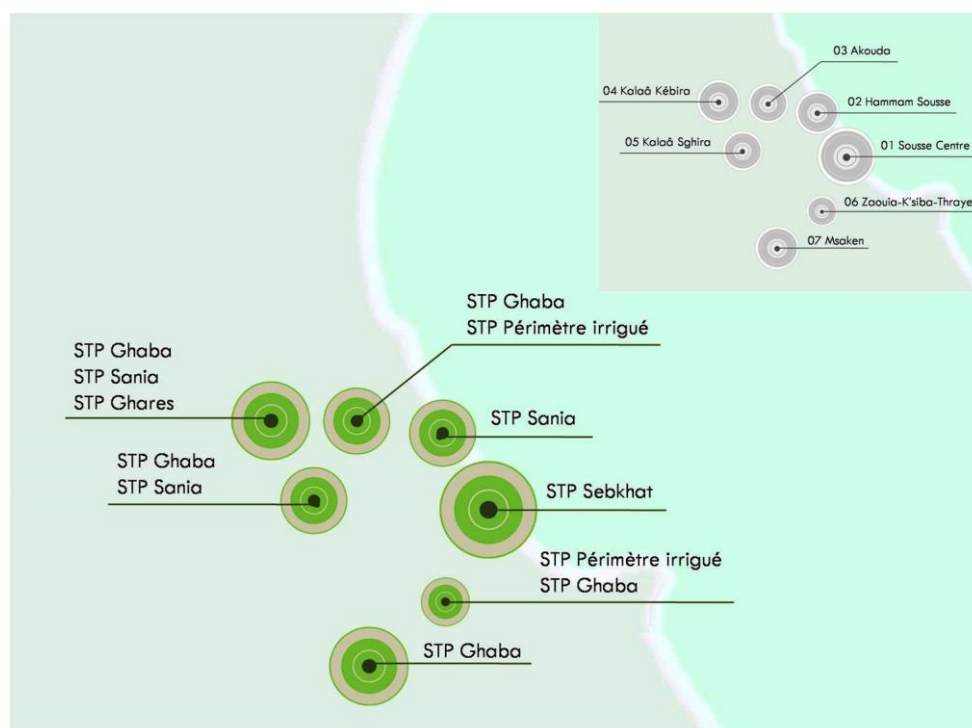 03 Akouda
04 Kalaâ Kébira
02 Hammam Sousse
05 Kalaâ Sghira
01 Sousse Centre
06 Zaouia-K'siba-Thraye
07 Msaken
STP Ghaba
STP Périmètre irrigué
STP Ghaba
STP Sania
STP Ghares
STP Sania
STP Ghaba
STP Sania
STP Sebkhat
STP Périmètre irrigué
STP Ghaba
STP Ghaba